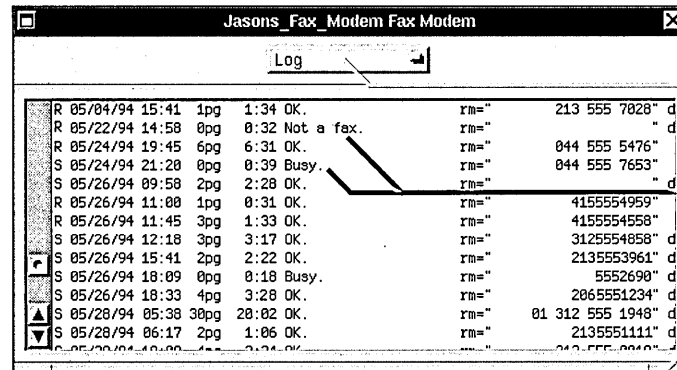 Jasons_Fax_Modem Fax Modem
Log
R 05/04/94 15:41 1pg 1:34 OK. rm=" 213 555 7028" d
R 05/22/94 14:58 0pg 0:32 Not a fax. rm=" " d
R 05/24/94 19:45 6pg 6:31 OK. rm=" 044 555 5476"
S 05/24/94 21:20 0pg 0:39 Busy. rm=" 044 555 7653"
S 05/26/94 09:58 2pg 2:28 OK. rm=" " d
R 05/26/94 11:00 1pg 0:31 OK. rm=" 4155554959"
R 05/26/94 11:45 3pg 1:33 OK. rm=" 4155554558"
S 05/26/94 12:18 3pg 3:17 OK. rm=" 3125554858" d
S 05/26/94 15:41 2pg 2:22 OK. rm=" 2135553961" d
S 05/26/94 18:09 0pg 0:18 Busy. rm=" 5552690" d
S 05/26/94 18:33 4pg 3:28 OK. rm=" 2065551234" d
S 05/28/94 05:38 30pg 20:02 OK. rm=" 01 312 555 1948" d
S 05/28/94 06:17 2pg 1:06 OK. rm=" 2135551111" d